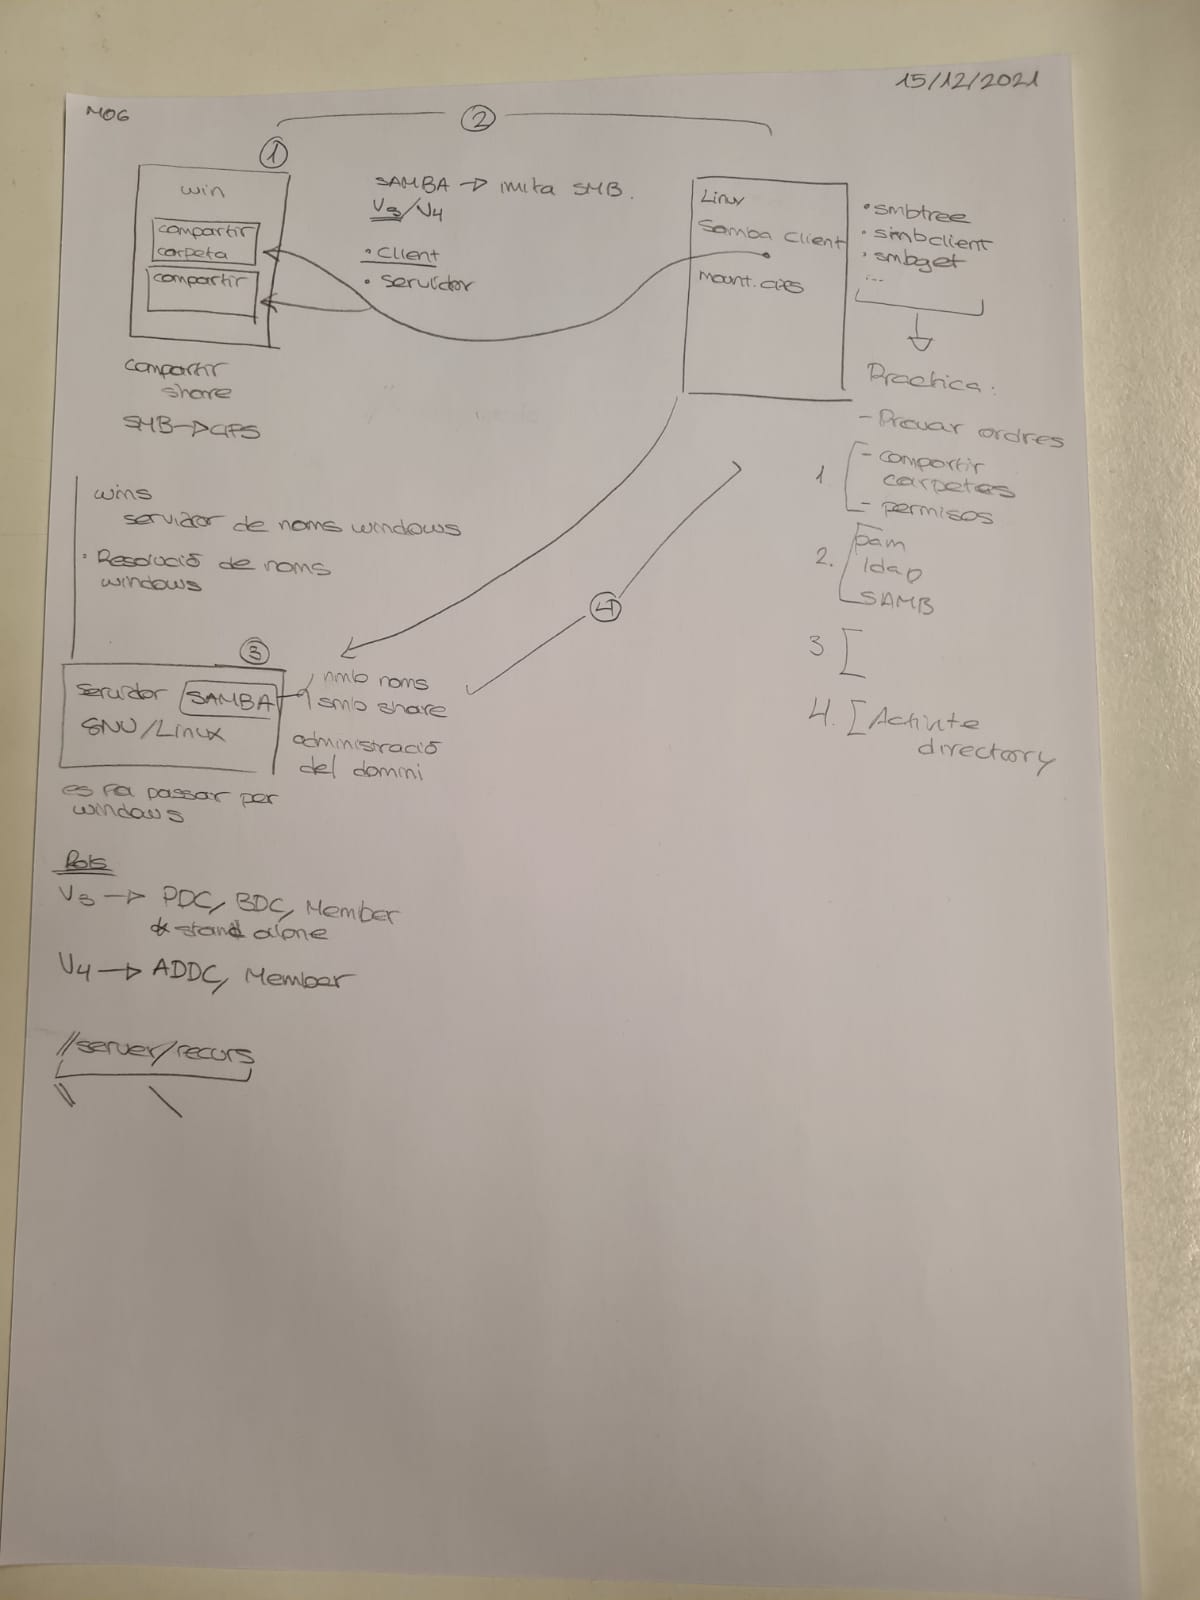 15/12/2021
M06
2
1
win
compartir
carpeta
compartir
compartir
share
SMB→CIFS
SAMBA → imita SMB.
V3/V4
• client
• servidor
Linux
Samba Client
mount.cifs
• smbtree
• smbclient
• smbget
...
Practica:
- Provar ordres
1
- compartir
carpetes
- permisos
2.
pam
ldap
SAMB
3
4.
directory
wins
servidor de noms windows
• Resolució de noms
windows
4
3
servidor SAMBA
GNU/Linux
nmb noms
smb share
administració
del domini
es fa passar per
windows
Rols
V3 → PDC, BDC, Member
stand alone
V4 → ADDC, Member
//server/recurs
\\ \